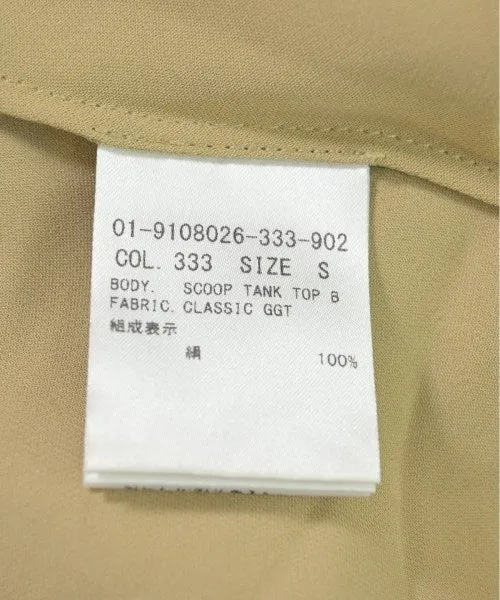 01-9108026-333-902
COL. 333 SIZE S
BODY. SCOOP TANK TOP B
FABRIC. CLASSIC GGT
組成表示
絹 100%